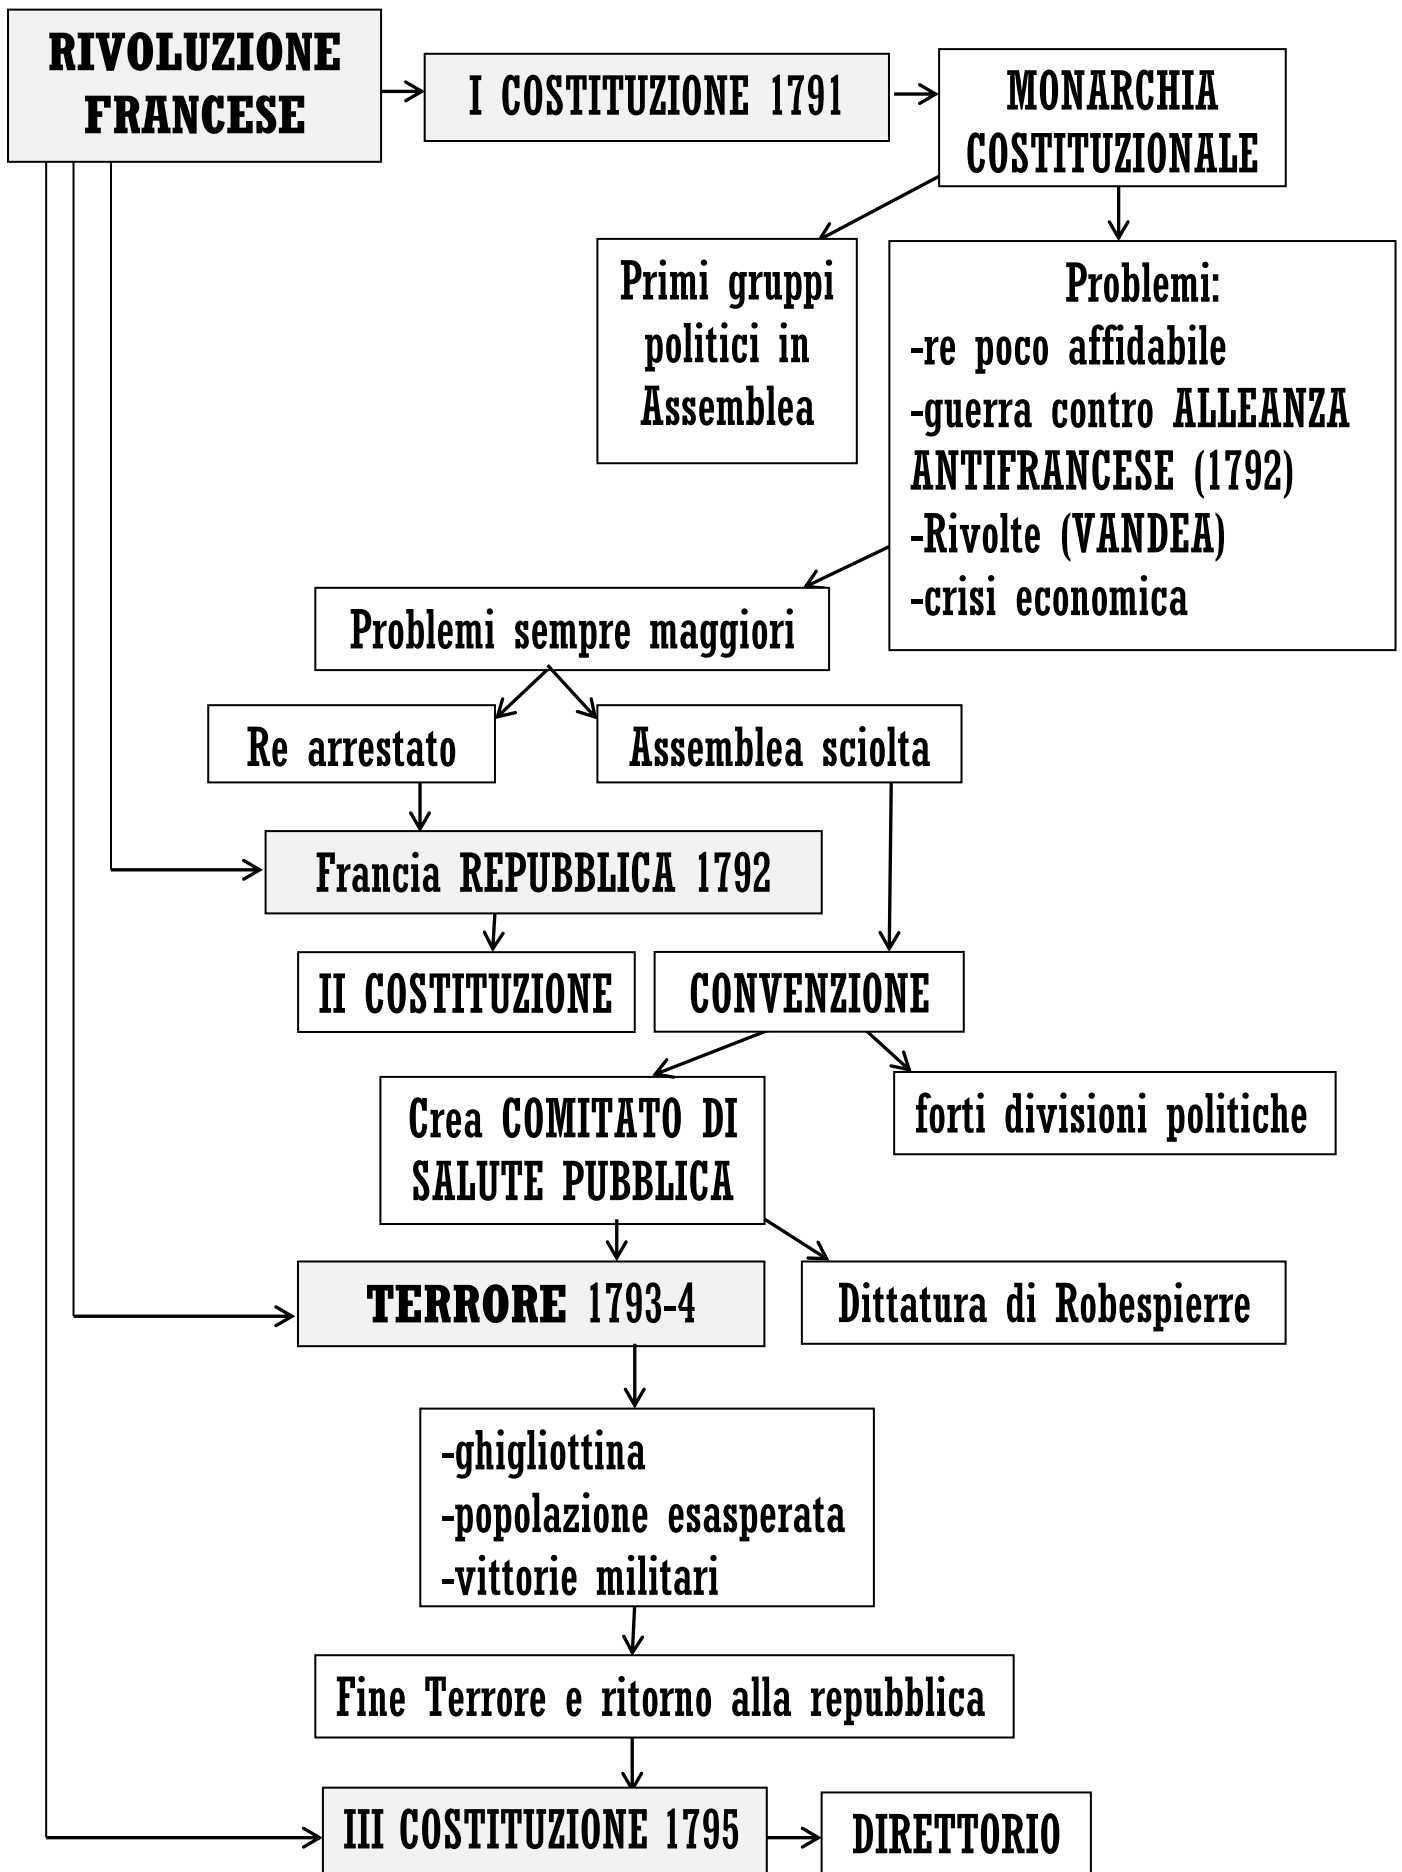 RIVOLUZIONE
FRANCESE
I COSTITUZIONE 1791
MONARCHIA
COSTITUZIONALE
Primi gruppi
politici in
Assemblea
Problemi:
-re poco affidabile
-guerra contro ALLEANZA
ANTIFRANCESE (1792)
-Rivolte (VANDEA)
-crisi economica
Problemi sempre maggiori
Re arrestato
Assemblea sciolta
Francia REPUBBLICA 1792
II COSTITUZIONE
CONVENZIONE
Crea COMITATO DI
SALUTE PUBBLICA
forti divisioni politiche
TERRORE 1793-4
Dittatura di Robespierre
-ghigliottina
-popolazione esasperata
-vittorie militari
Fine Terrore e ritorno alla repubblica
III COSTITUZIONE 1795
DIRETTORIO